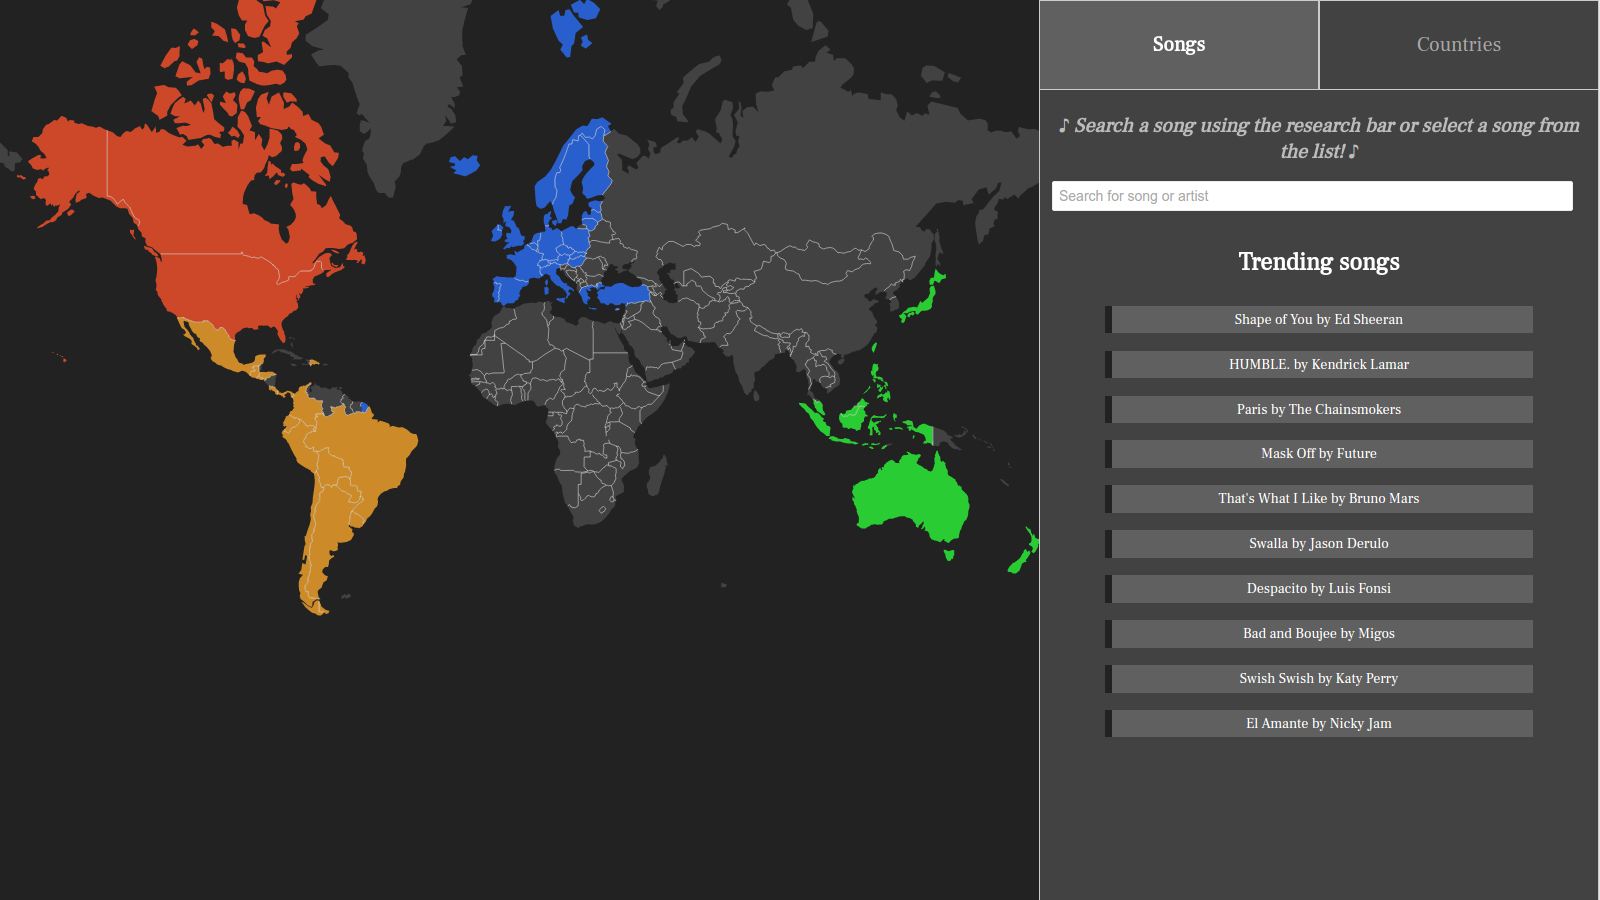 Songs
Countries
♪ Search a song using the research bar or select a song from
the list! ♪
Search for song or artist
Trending songs
Shape of You by Ed Sheeran
HUMBLE. by Kendrick Lamar
Paris by The Chainsmokers
Mask Off by Future
That's What I Like by Bruno Mars
Swalla by Jason Derulo
Despacito by Luis Fonsi
Bad and Boujee by Migos
Swish Swish by Katy Perry
El Amante by Nicky Jam